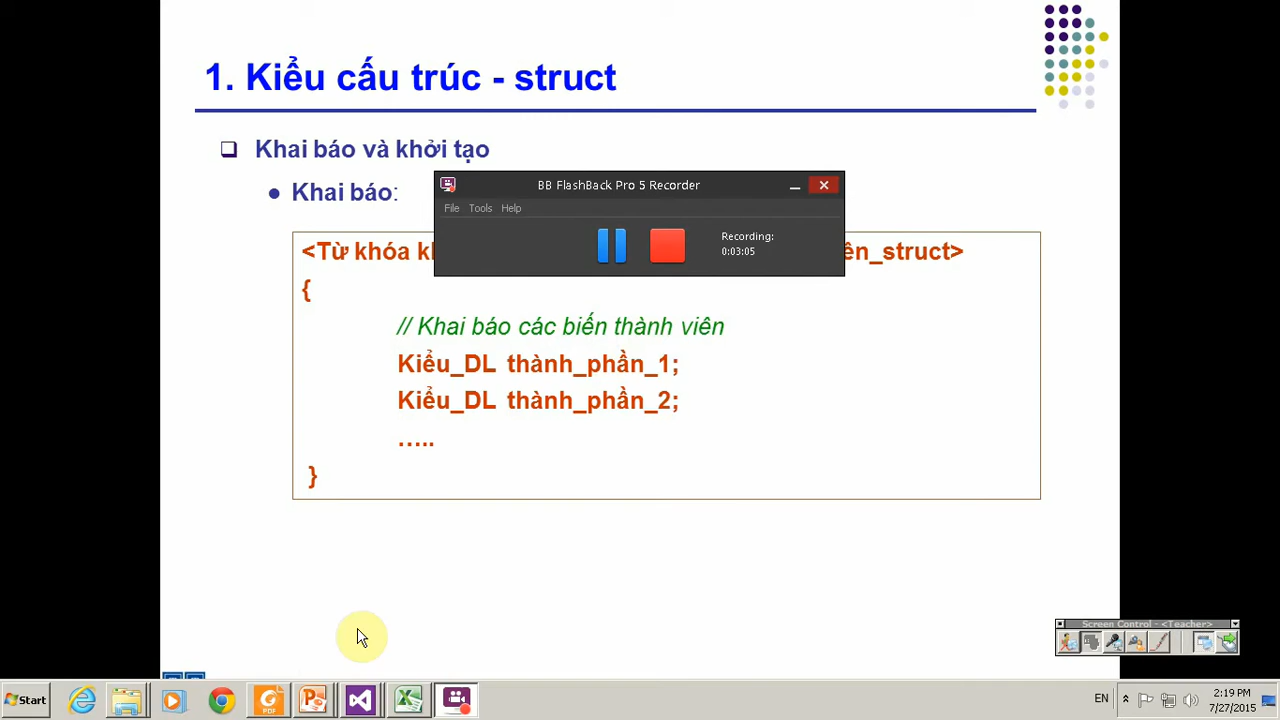 1. Kiểu cấu trúc - struct
Khai báo và khởi tạo
Khai báo:
BB FlashBack Pro 5 Recorder
File Tools Help
Recording:
0:03:05
<Từ khóa
ên_struct>
{
// Khai báo các biến thành viên
Kiểu_DL thành_phần_1;
Kiểu_DL thành_phần_2;
…..
}
Screen Control - <Teacher>
Start
EN
2:19 PM
7/27/2015